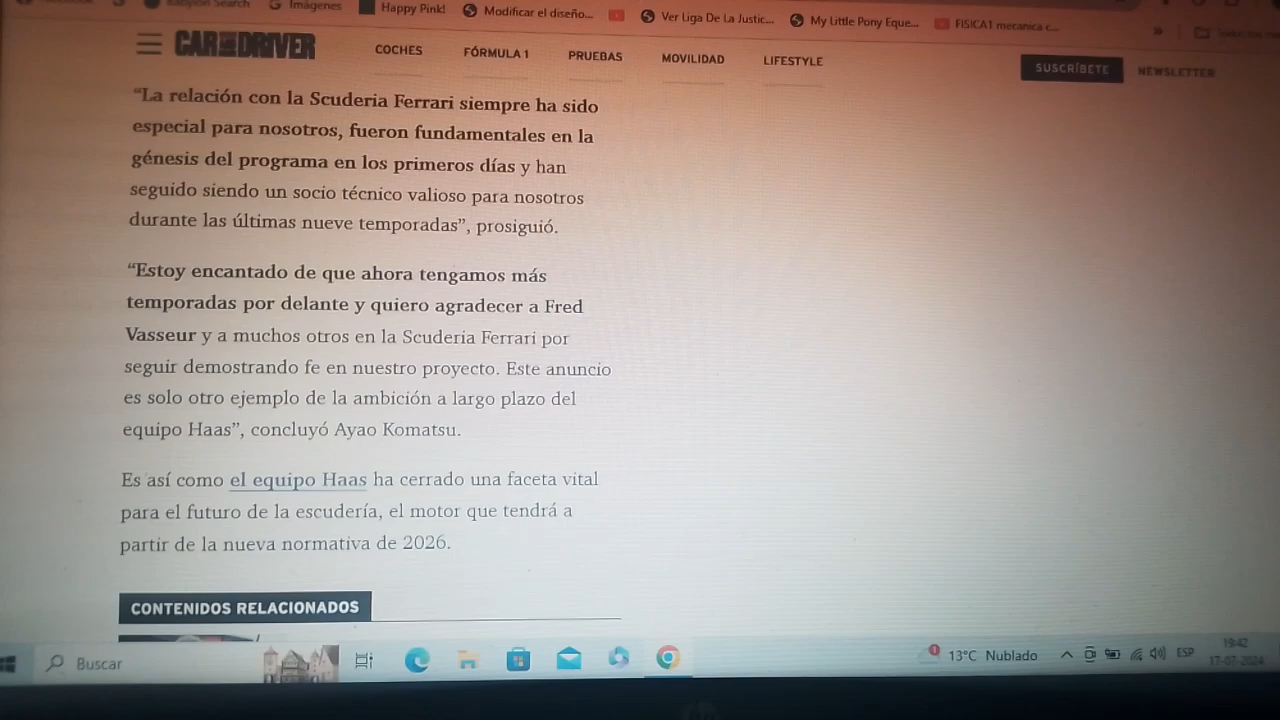 Search
Imágenes
Happy Pink!
Modificar el diseño...
Ver Liga De La Justic...
My Little Pony Eque...
FISICA1 mecanica c...
»
CAR AND DRIVER
COCHES
FÓRMULA 1
PRUEBAS
MOVILIDAD
LIFESTYLE
SUSCRÍBETE
NEWSLETTER
“La relación con la Scuderia Ferrari siempre ha sido
especial para nosotros, fueron fundamentales en la
génesis del programa en los primeros días y han
seguido siendo un socio técnico valioso para nosotros
durante las últimas nueve temporadas”, prosiguió.
“Estoy encantado de que ahora tengamos más
temporadas por delante y quiero agradecer a Fred
Vasseur y a muchos otros en la Scuderia Ferrari por
seguir demostrando fe en nuestro proyecto. Este anuncio
es solo otro ejemplo de la ambición a largo plazo del
equipo Haas”, concluyó Ayao Komatsu.
Es así como el equipo Haas ha cerrado una faceta vital
para el futuro de la escudería, el motor que tendrá a
partir de la nueva normativa de 2026.
CONTENIDOS RELACIONADOS
Buscar
13°C Nublado
ESP
19:42
17-07-2024